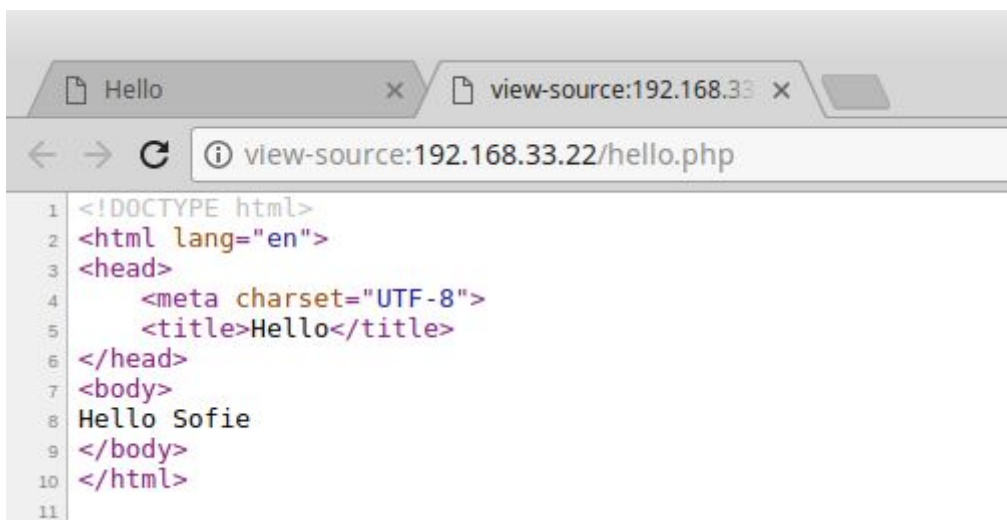 Hello
view-source:192.168.33
view-source:192.168.33.22/hello.php
1 <!DOCTYPE html>
2 <html lang="en">
3 <head>
4     <meta charset="UTF-8">
5     <title>Hello</title>
6 </head>
7 <body>
8 Hello Sofie
9 </body>
10 </html>
11